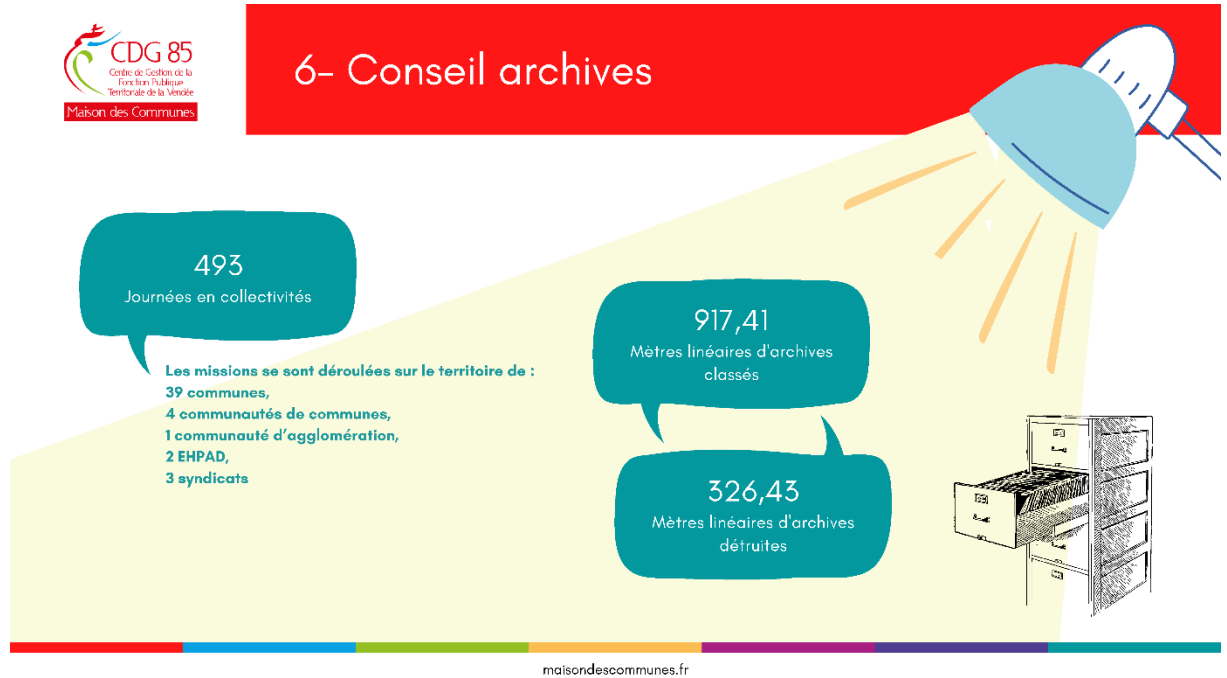 CDG 85
Centre de Gestion de la
Fonction Publique
Territoriale de la Vendée
Maison des Communes
6- Conseil archives
493
Journées en collectivités
Les missions se sont déroulées sur le territoire de :
39 communes,
4 communautés de communes,
1 communauté d'agglomération,
2 EHPAD,
3 syndicats
917,41
Mètres linéaires d'archives
classés
326,43
Mètres linéaires d'archives
détruites
maisondescommunes.fr